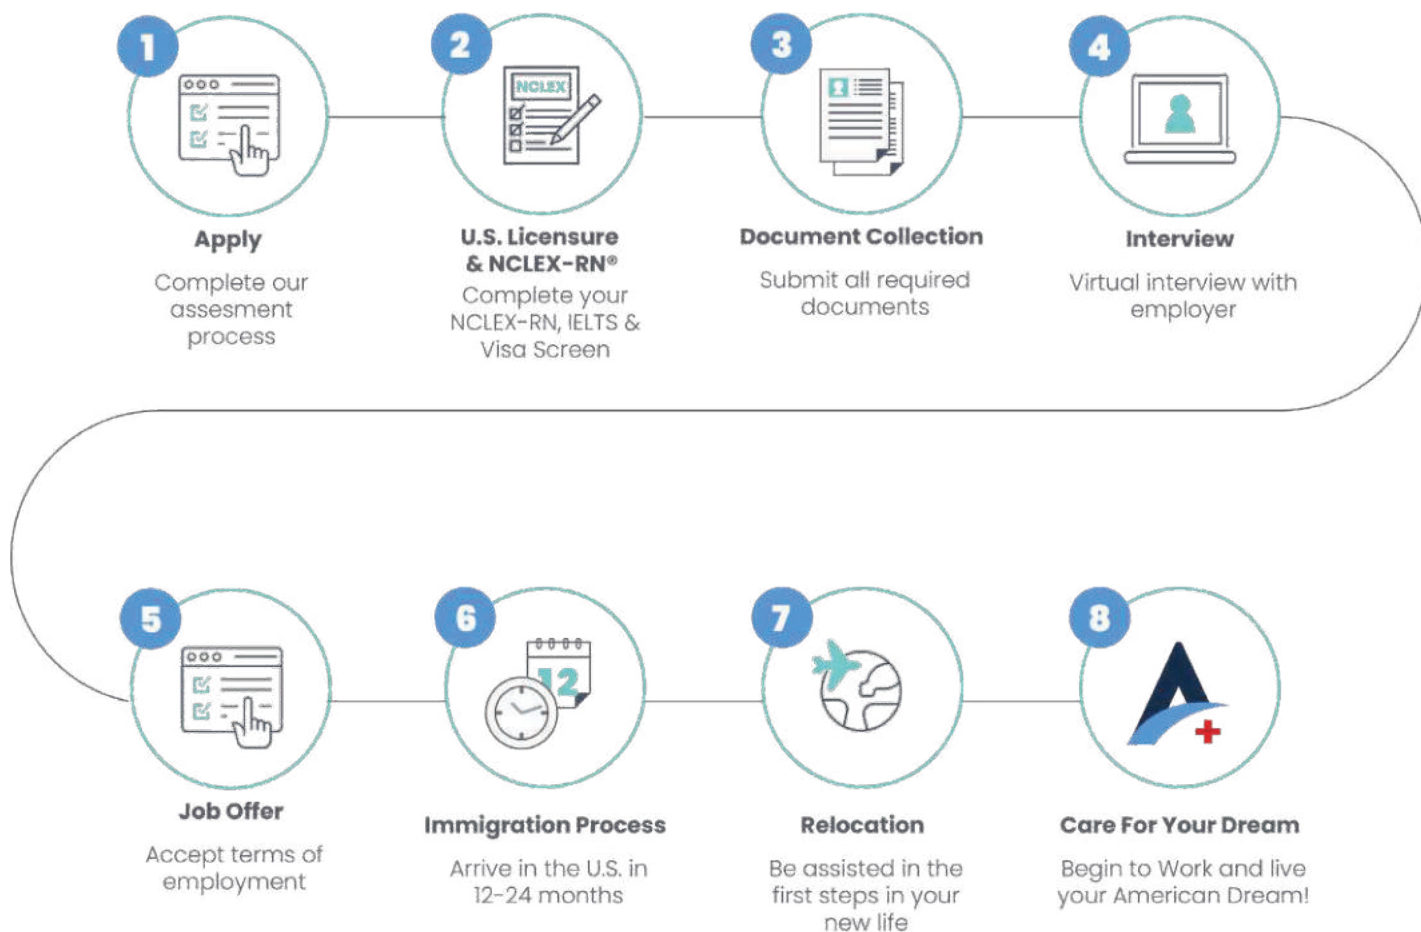 1
Apply
Complete our
assesment
process
2
NCLEX
U.S. Licensure
& NCLEX-RN®
Complete your
NCLEX-RN, IELTS &
Visa Screen
3
Document Collection
Submit all required
documents
4
Interview
Virtual interview with
employer
5
Job Offer
Accept terms of
employment
6
12
Immigration Process
Arrive in the U.S. in
12-24 months
7
Relocation
Be assisted in the
first steps in your
new life
8
A+
Care For Your Dream
Begin to Work and live
your American Dream!